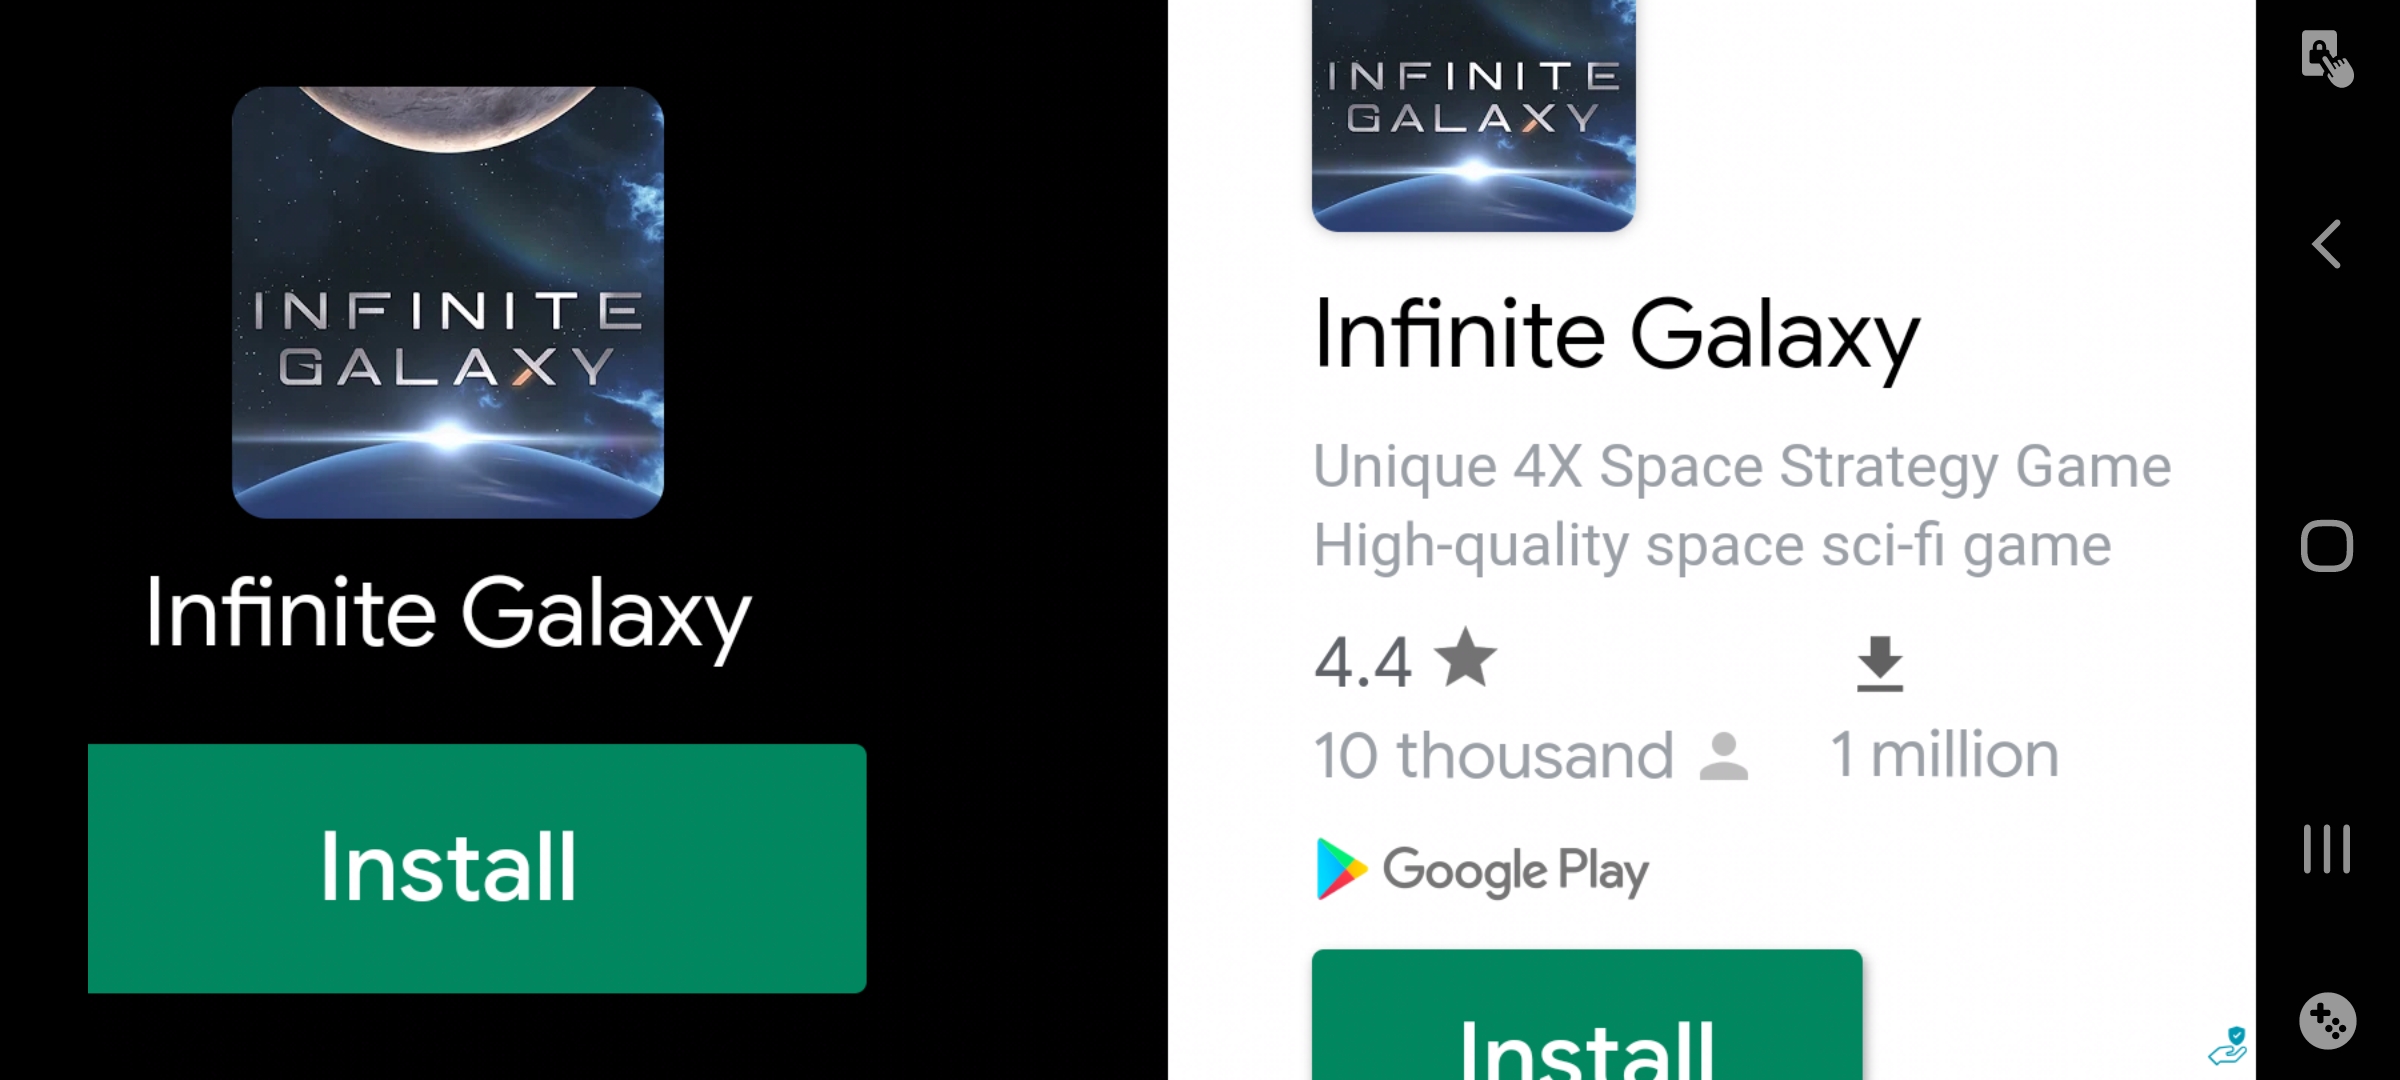 INFINITE
GALAXY
Infinite Galaxy
Install
INFINITE
GALAXY
Infinite Galaxy
Unique 4X Space Strategy Game
High-quality space sci-fi game
4.4
10 thousand
1 million
Google Play
Install